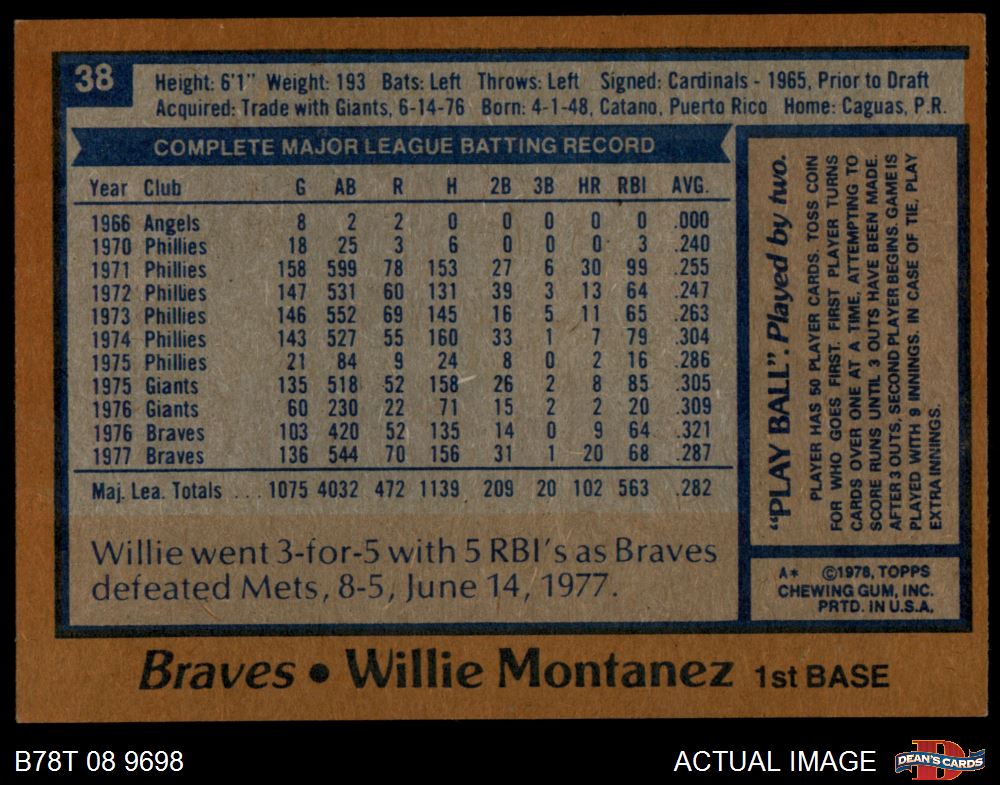 38
Height: 6'1" Weight: 193 Bats: Left Throws: Left Signed: Cardinals - 1965, Prior to Draft
Acquired: Trade with Giants, 6-14-76 Born: 4-1-48, Catano, Puerto Rico Home: Caguas, P.R.
COMPLETE MAJOR LEAGUE BATTING RECORD
Year Club G AB R H 2B 3B HR RBI AVG.
1966 Angels 8 2 2 0 0 0 0 0 .000
1970 Phillies 18 25 3 6 0 0 0 3 .240
1971 Phillies 158 599 78 153 27 6 30 99 .255
1972 Phillies 147 531 60 131 39 3 13 64 .247
1973 Phillies 146 552 69 145 16 5 11 65 .263
1974 Phillies 143 527 55 160 33 1 7 79 .304
1975 Phillies 21 84 9 24 8 0 2 16 .286
1975 Giants 135 518 52 158 26 2 8 85 .305
1976 Giants 60 230 22 71 15 2 2 20 .309
1976 Braves 103 420 52 135 14 0 9 64 .321
1977 Braves 136 544 70 156 31 1 20 68 .287
Maj. Lea. Totals ... 1075 4032 472 1139 209 20 102 563 .282
Willie went 3-for-5 with 5 RBI's as Braves
defeated Mets, 8-5, June 14, 1977.
"PLAY BALL". Played by two.
PLAYER HAS 50 PLAYER CARDS. TOSS COIN
FOR WHO GOES FIRST. FIRST PLAYER TURNS
CARDS OVER ONE AT A TIME, ATTEMPTING TO
SCORE RUNS UNTIL 3 OUTS HAVE BEEN MADE.
AFTER 3 OUTS, SECOND PLAYER BEGINS. GAME IS
PLAYED WITH 9 INNINGS. IN CASE OF TIE, PLAY
EXTRA INNINGS.
A* ©1978, TOPPS
CHEWING GUM, INC.
PRTD. IN U.S.A.
Braves • Willie Montanez 1st BASE
B78T 08 9698
ACTUAL IMAGE
D
DEAN'S CARDS